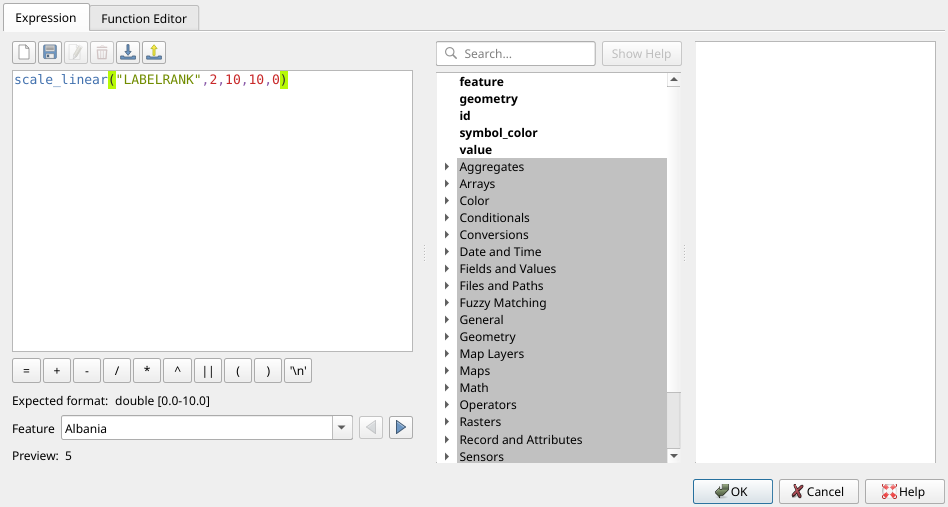 Expression
Function Editor
scale_linear("LABELRANK",2,10,10,0)
= + - / * ^ || ( ) '\n'
Expected format: double [0.0-10.0]
Feature Albania
Preview: 5
Search...
Show Help
feature
geometry
id
symbol_color
value
Aggregates
Arrays
Color
Conditionals
Conversions
Date and Time
Fields and Values
Files and Paths
Fuzzy Matching
General
Geometry
Map Layers
Maps
Math
Operators
Rasters
Record and Attributes
Sensors
OK
Cancel
Help